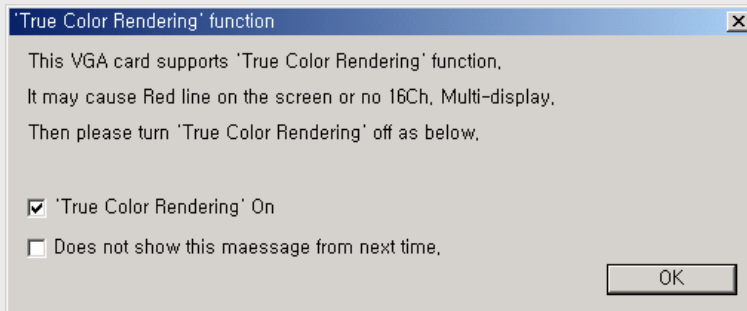 'True Color Rendering' function
This VGA card supports 'True Color Rendering' function,
It may cause Red line on the screen or no 16Ch, Multi-display,
Then please turn 'True Color Rendering' off as below,
'True Color Rendering' On
Does not show this maessage from next time,
OK